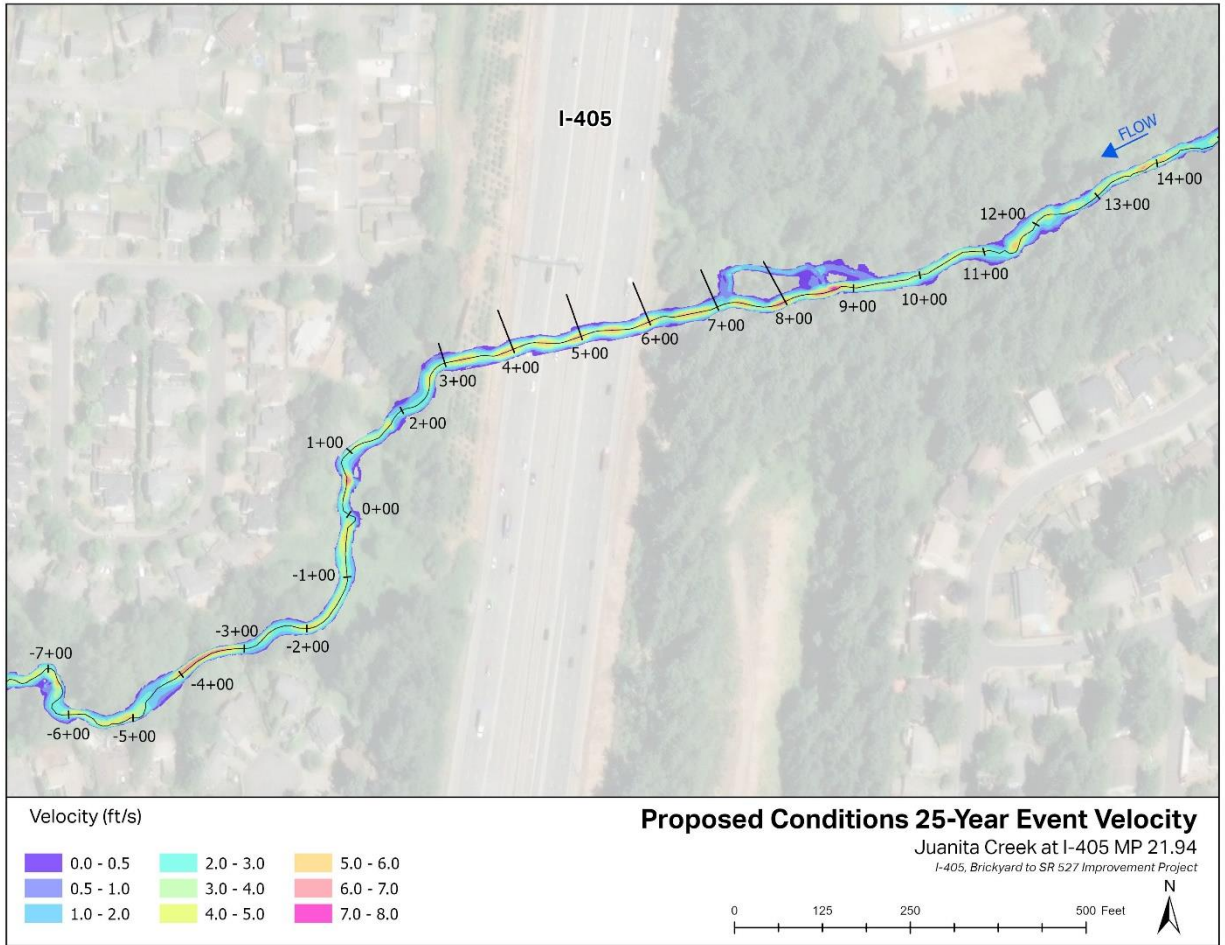 I-405
FLOW
14+00
13+00
12+00
11+00
10+00
9+00
8+00
7+00
6+00
5+00
4+00
3+00
2+00
1+00
0+00
-1+00
-2+00
-3+00
-4+00
-5+00
-6+00
-7+00
Velocity (ft/s)
0.0 - 0.5
0.5 - 1.0
1.0 - 2.0
2.0 - 3.0
3.0 - 4.0
4.0 - 5.0
5.0 - 6.0
6.0 - 7.0
7.0 - 8.0
Proposed Conditions 25-Year Event Velocity
Juanita Creek at I-405 MP 21.94
I-405, Brickyard to SR 527 Improvement Project
N
0 125 250 500 Feet